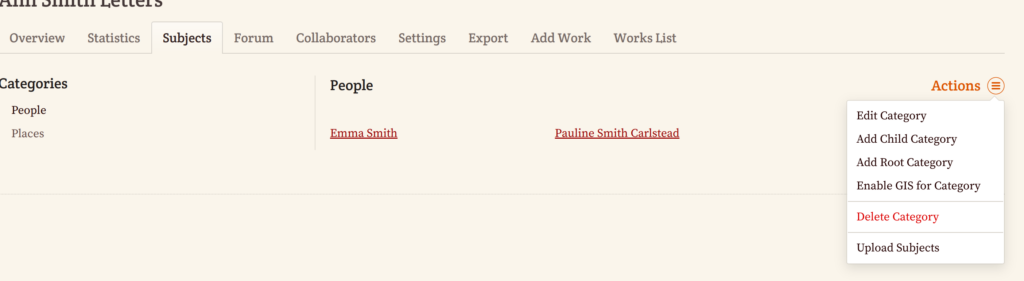 Ann Smith Letters
Overview Statistics Subjects Forum Collaborators Settings Export Add Work Works List
Categories
People
Places
People
Actions
Emma Smith Pauline Smith Carlstead
Edit Category
Add Child Category
Add Root Category
Enable GIS for Category
Delete Category
Upload Subjects